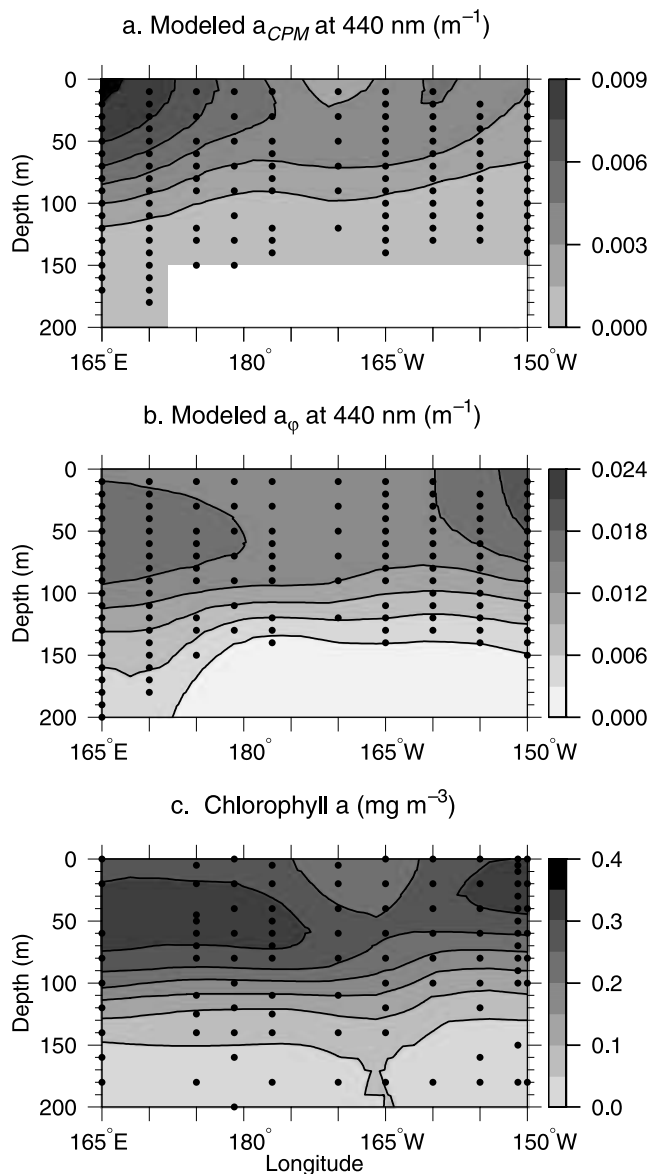 a. Modeled a_CPM at 440 nm (m⁻¹)
0
50
100
150
200
Depth (m)
165°E
180°
165°W
150°W
0.009
0.006
0.003
0.000
b. Modeled a_φ at 440 nm (m⁻¹)
0
50
100
150
200
Depth (m)
165°E
180°
165°W
150°W
0.024
0.018
0.012
0.006
0.000
c. Chlorophyll a (mg m⁻³)
0
50
100
150
200
Depth (m)
165°E
180°
165°W
150°W
Longitude
0.4
0.3
0.2
0.1
0.0